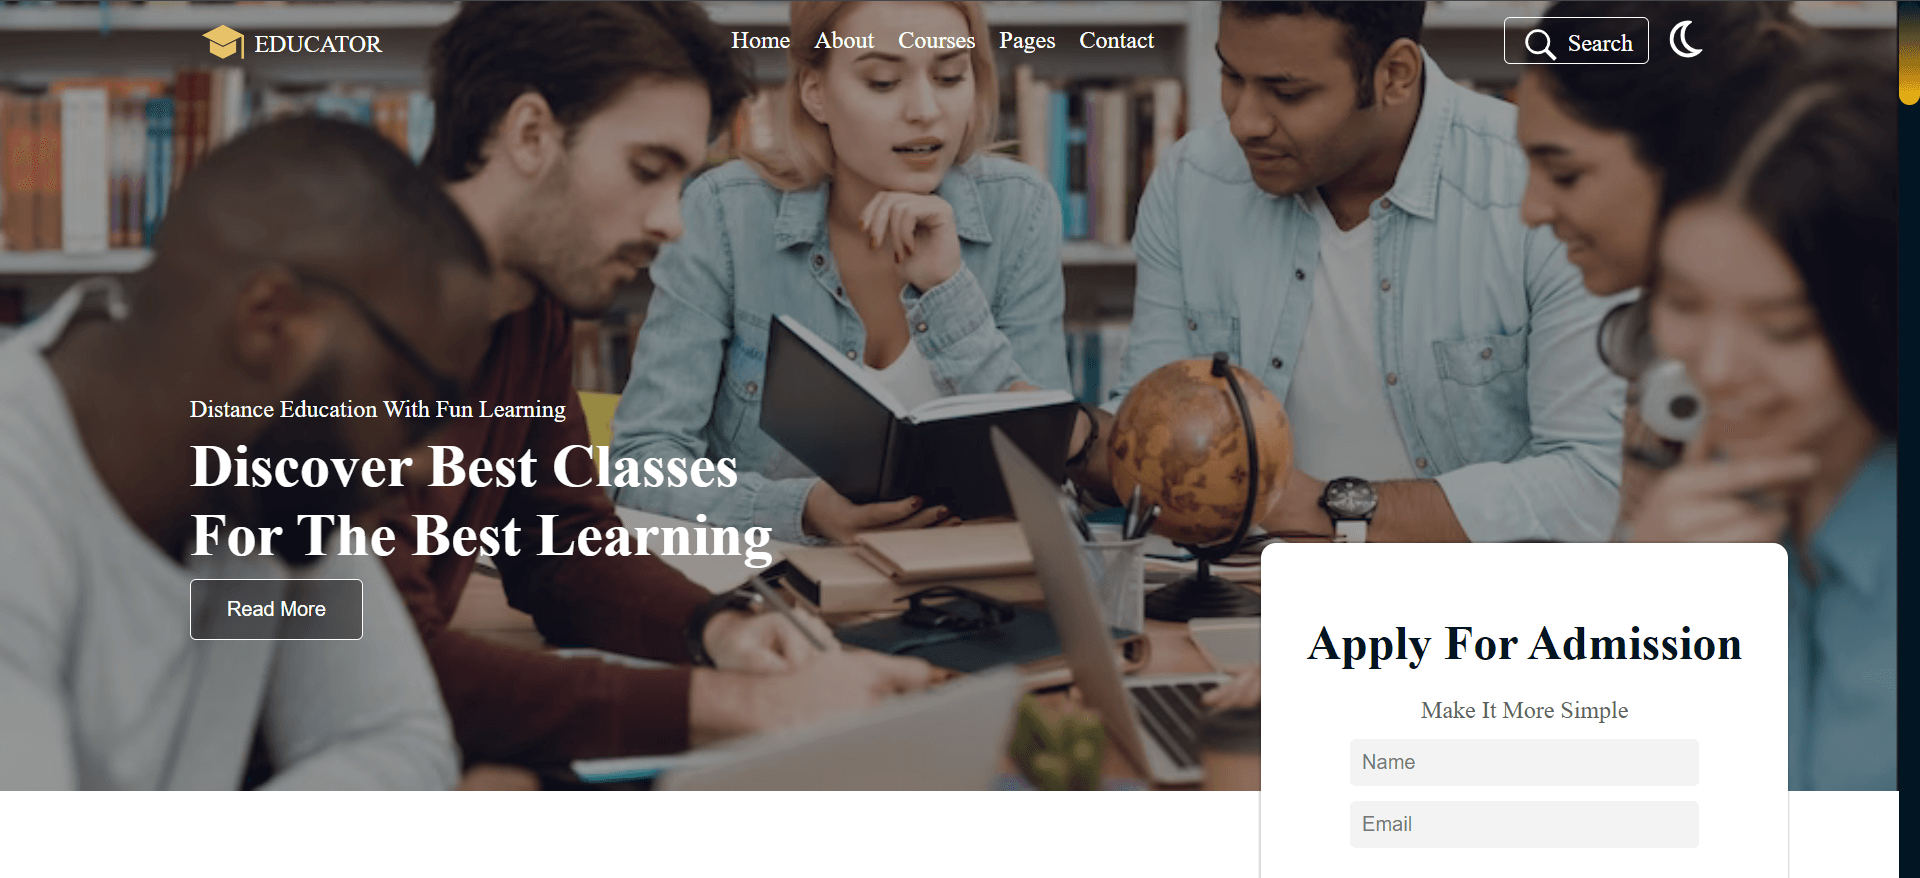 EDUCATOR
Home About Courses Pages Contact
Search
Distance Education With Fun Learning
Discover Best Classes
For The Best Learning
Read More
Apply For Admission
Make It More Simple
Name
Email